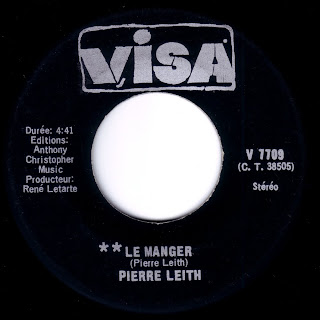 VISA
Durée: 4:41
Editions:
Anthony
Christopher
Music
Producteur:
René Letarte
V 7709
(C. T. 38505)
Stéréo
**LE MANGER
(Pierre Leith)
PIERRE LEITH